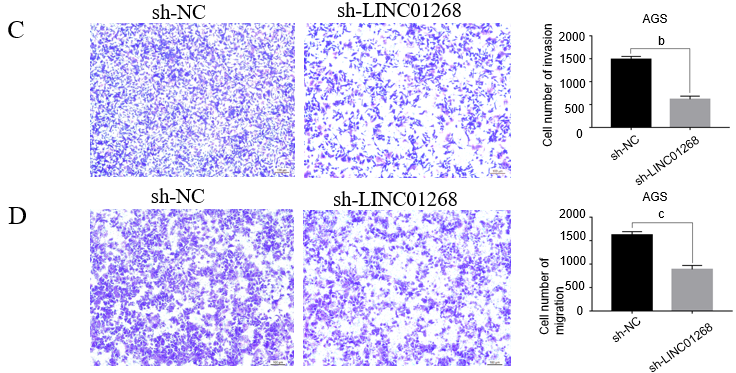 C
sh-NC
sh-LINC01268
AGS
Cell number of invasion
2000
1500
1000
500
0
b
sh-NC
sh-LINC01268
D
sh-NC
sh-LINC01268
AGS
Cell number of
migration
2000
1500
1000
500
0
c
sh-NC
sh-LINC01268